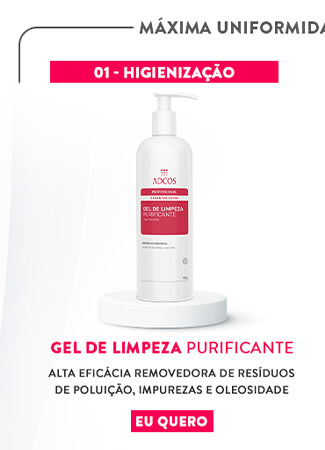 MÁXIMA UNIFORMIDA
01 - HIGIENIZAÇÃO
ADCOS
PROFESSIONAL
GEL DE LIMPEZA
PURIFICANTE
GEL DE LIMPEZA PURIFICANTE
ALTA EFICÁCIA REMOVEDORA DE RESÍDUOS
DE POLUIÇÃO, IMPUREZAS E OLEOSIDADE
EU QUERO